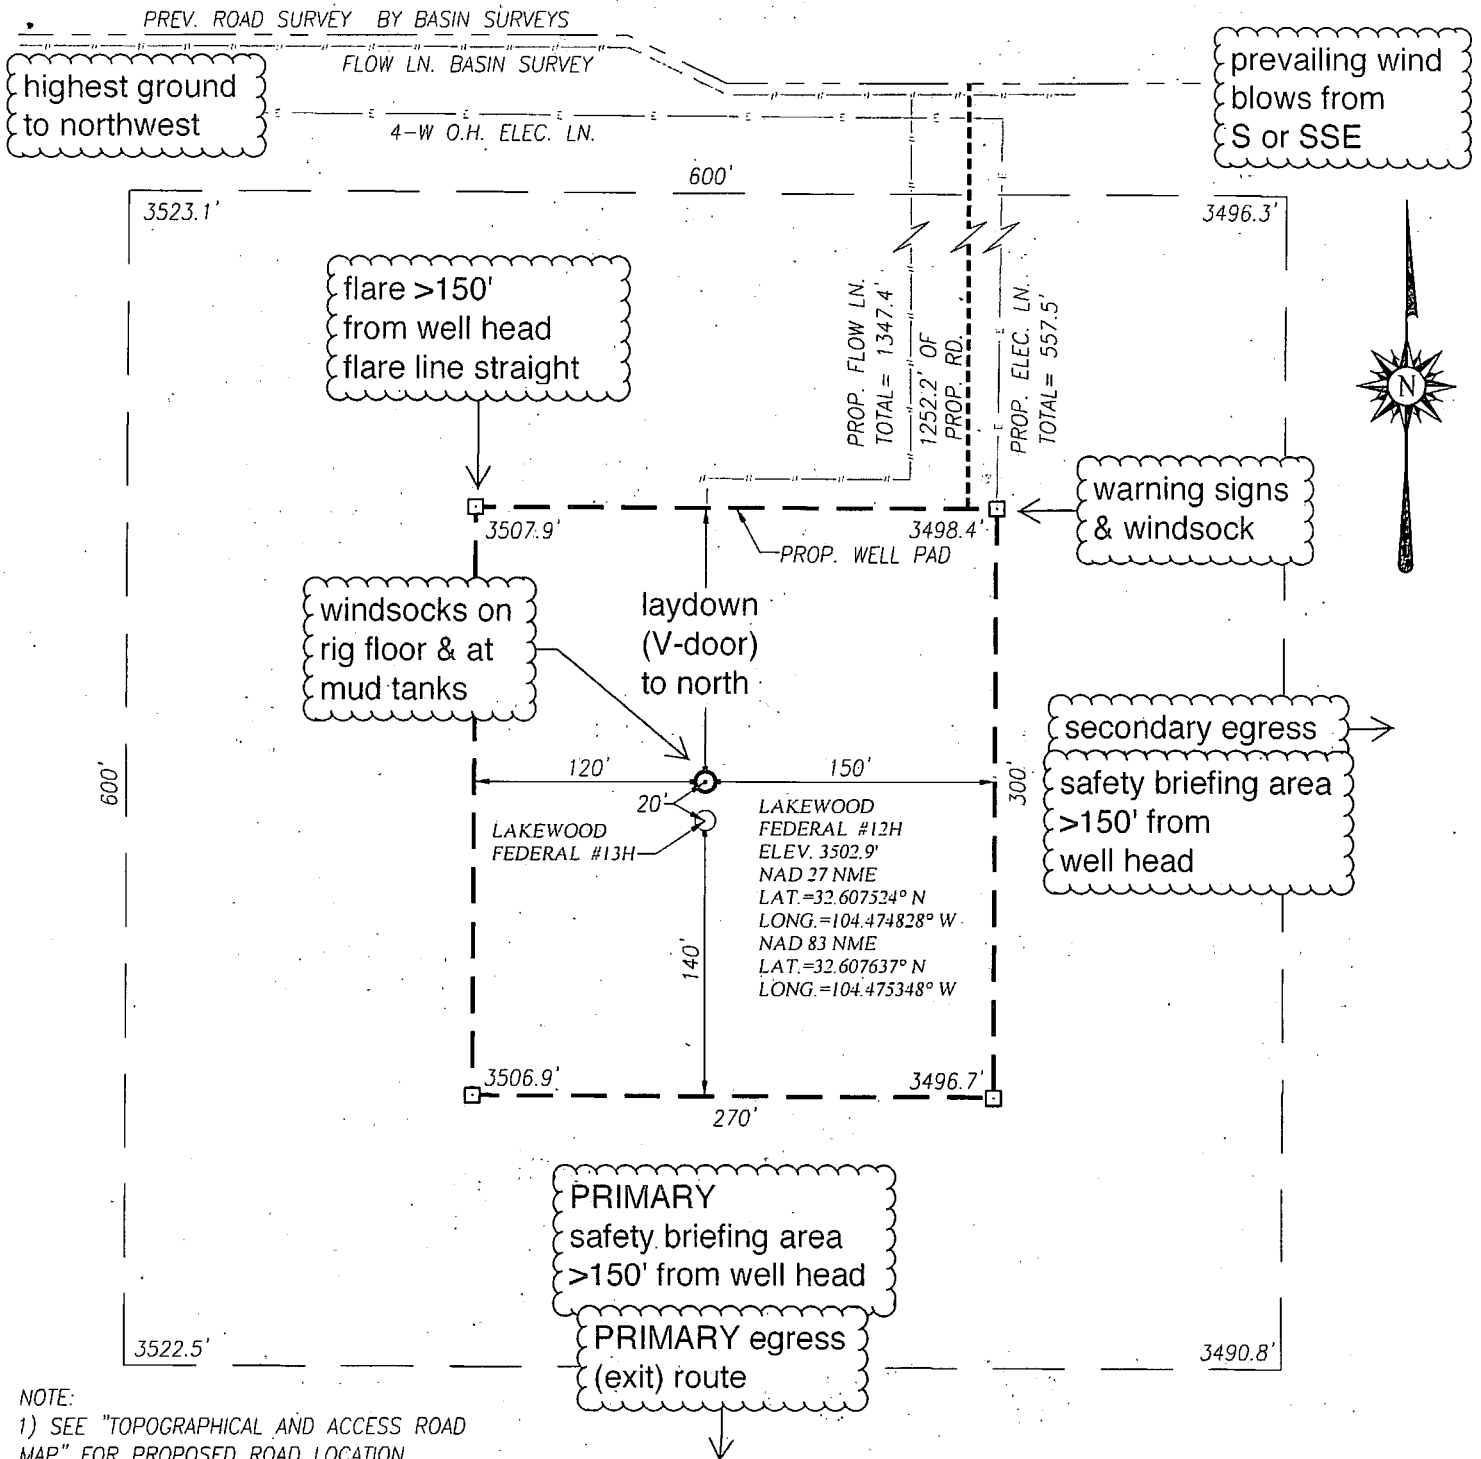 PREV. ROAD SURVEY BY BASIN SURVEYS
FLOW LN. BASIN SURVEY
highest ground
to northwest
4-W O.H. ELEC. LN.
prevailing wind
blows from
S or SSE
600'
3523.1'
3496.3'
flare >150'
from well head
flare line straight
PROP. FLOW LN.
TOTAL= 1347.4'
1252.2' OF
PROP. RD.
PROP. ELEC. LN.
TOTAL= 557.5'
N
warning signs
& windsock
3507.9'
3498.4'
PROP. WELL PAD
windsocks on
rig floor & at
mud tanks
laydown
(V-door)
to north
secondary egress
safety briefing area
>150' from
well head
600'
120'
150'
300'
20'
LAKEWOOD
FEDERAL #13H
LAKEWOOD
FEDERAL #12H
ELEV. 3502.9'
NAD 27 NME
LAT.=32.607524° N
LONG.=104.474828° W
NAD 83 NME
LAT.=32.607637° N
LONG.=104.475348° W
140'
3506.9'
3496.7'
270'
PRIMARY
safety briefing area
>150' from well head
PRIMARY egress
(exit) route
3522.5'
3490.8'
NOTE:
1) SEE "TOPOGRAPHICAL AND ACCESS ROAD
MAP" FOR PROPOSED ROAD LOCATION